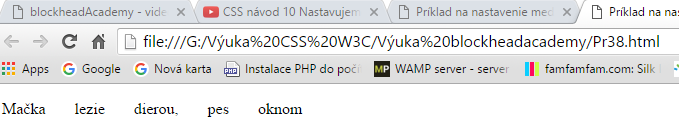 blockheadAcademy - vide
CSS návod 10 Nastavujem
Príklad na nastavenie med
Príklad na nas
file:///G:/Výuka%20CSS%20W3C/Výuka%20blockheadacademy/Pr38.html
Apps Google Nová karta Instalace PHP do počí WAMP server - server famfamfam.com: Silk I
Mačka lezie dierou, pes oknom